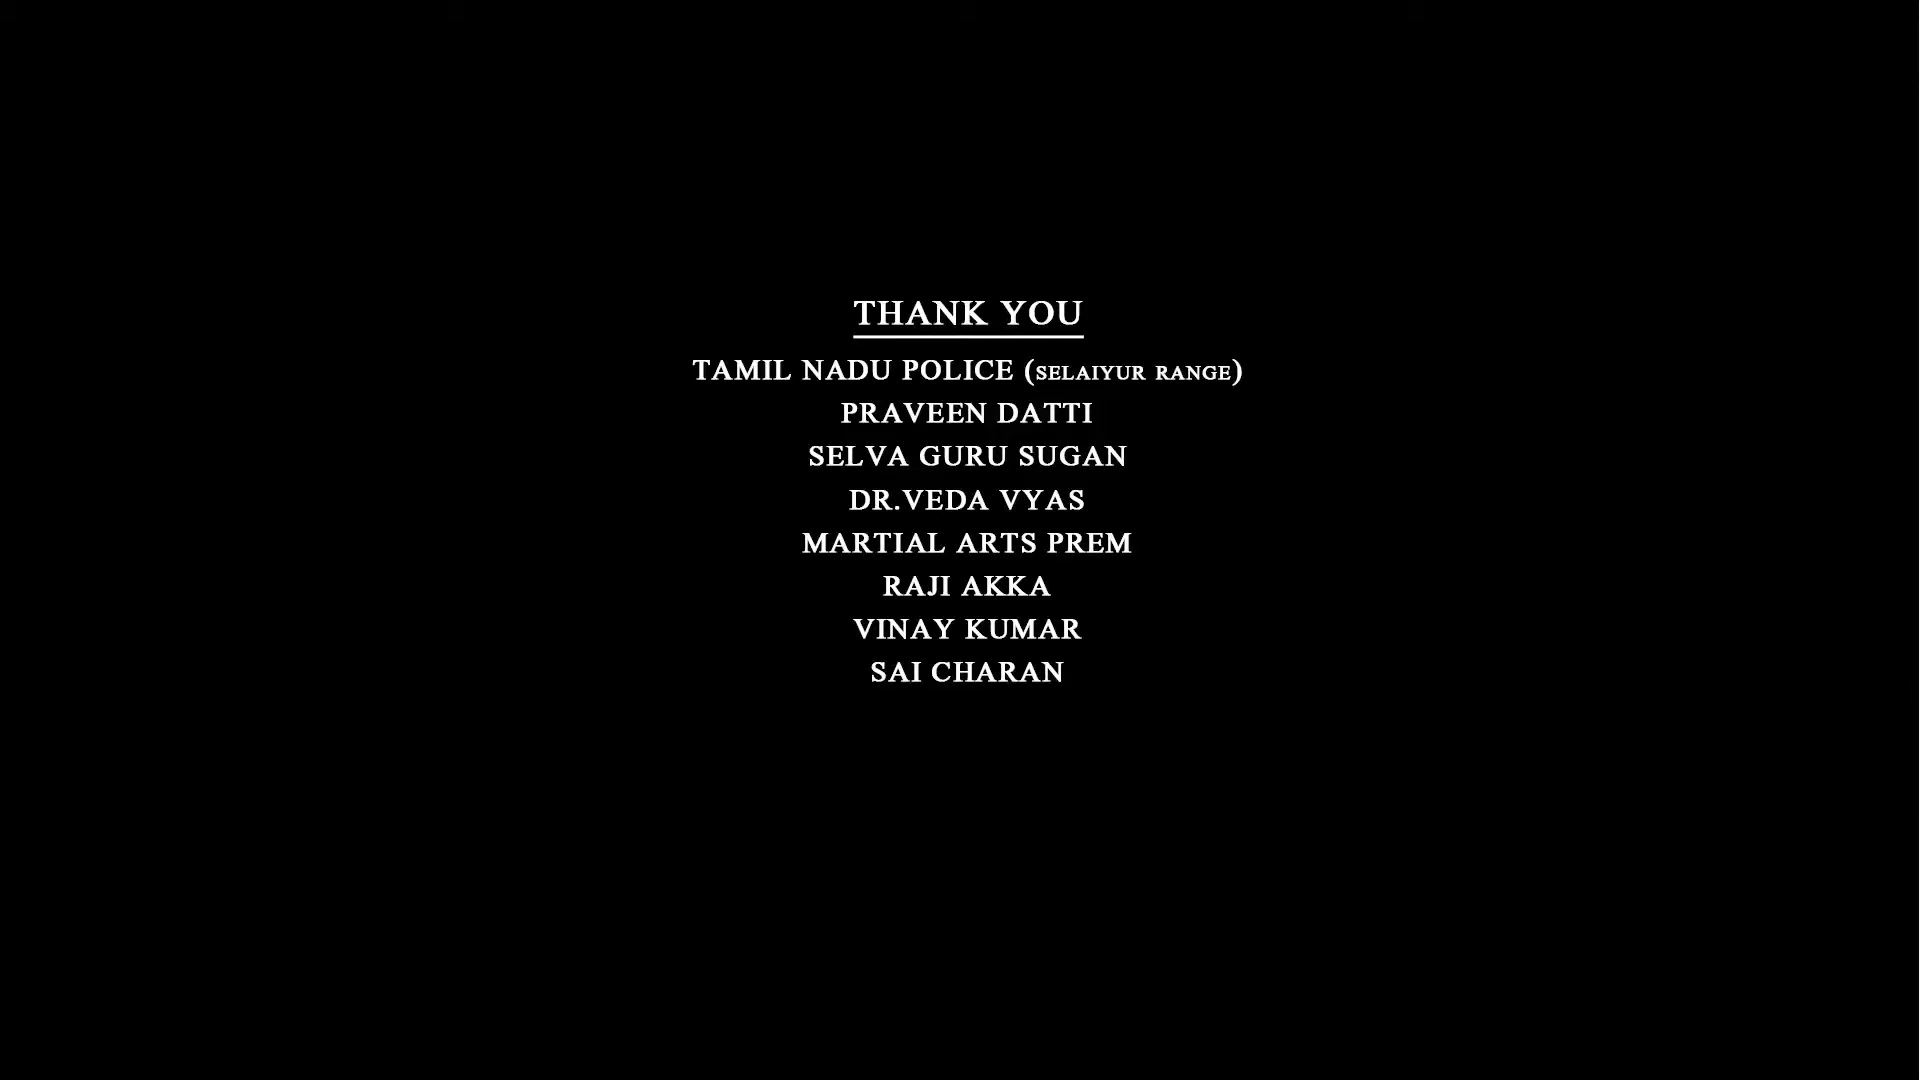 THANK YOU
TAMIL NADU POLICE (SELAIYUR RANGE)
PRAVEEN DATTI
SELVA GURU SUGAN
DR.VEDA VYAS
MARTIAL ARTS PREM
RAJI AKKA
VINAY KUMAR
SAI CHARAN